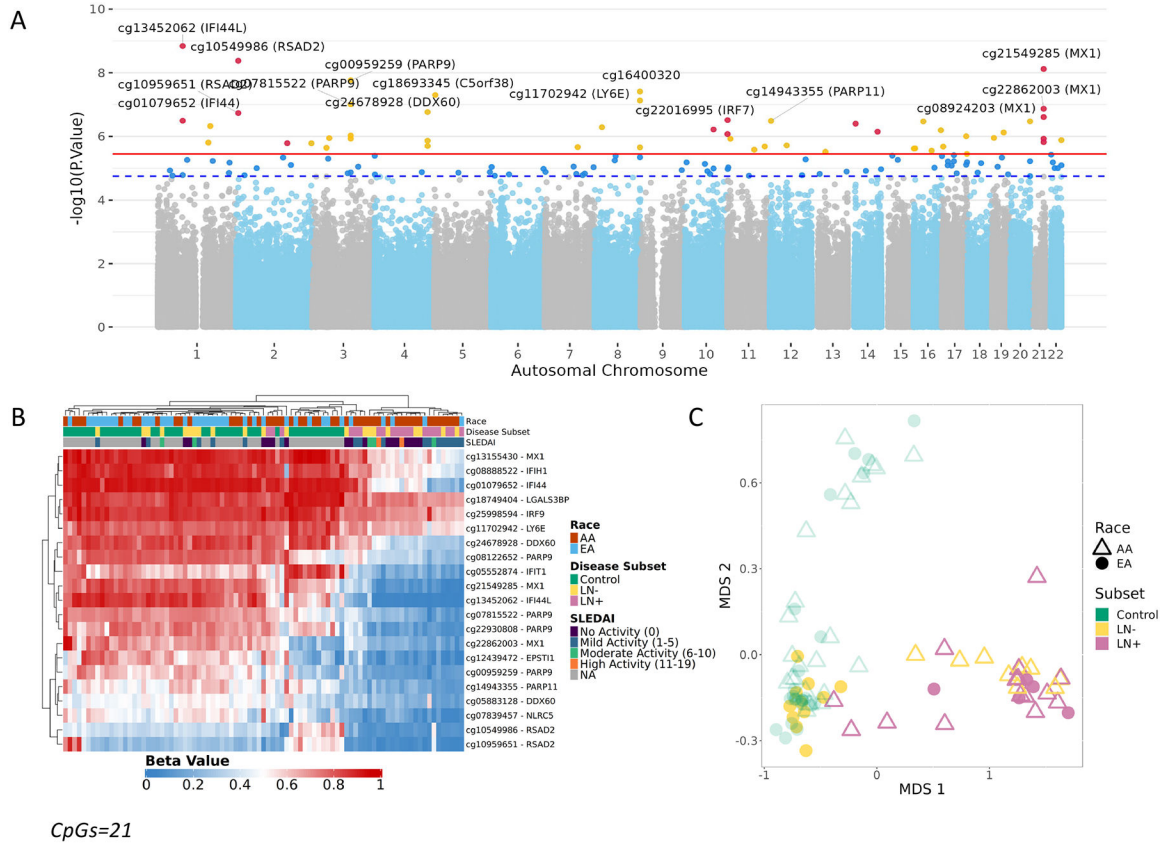 A
10
8
6
4
2
0
-log10(P.Value)
cg13452062 (IFI44L)
cg10549986 (RSAD2)
cg00959259 (PARP9)
cg10959651 (RSAD2)
cg07815522 (PARP9)
cg18693345 (C5orf38)
cg01079652 (IFI44)
cg24678928 (DDX60)
cg16400320
cg11702942 (LY6E)
cg22016995 (IRF7)
cg14943355 (PARP11)
cg21549285 (MX1)
cg22862003 (MX1)
cg08924203 (MX1)
1 2 3 4 5 6 7 8 9 10 11 12 13 14 15 16 17 18 19 20 21 22
Autosomal Chromosome
B
Race
Disease Subset
SLEDAI
cg13155430 - MX1
cg08888522 - IFIH1
cg01079652 - IFI44
cg18749404 - LGALS3BP
cg25998594 - IRF9
cg11702942 - LY6E
cg24678928 - DDX60
cg08122652 - PARP9
cg05552874 - IFIT1
cg21549285 - MX1
cg13452062 - IFI44L
cg07815522 - PARP9
cg22930808 - PARP9
cg22862003 - MX1
cg12439472 - EPSTI1
cg00959259 - PARP9
cg14943355 - PARP11
cg05883128 - DDX60
cg07839457 - NLRC5
cg10549986 - RSAD2
cg10959651 - RSAD2
Race
AA
EA
Disease Subset
Control
LN-
LN+
SLEDAI
No Activity (0)
Mild Activity (1-5)
Moderate Activity (6-10)
High Activity (11-19)
NA
Beta Value
0 0.2 0.4 0.6 0.8 1
CpGs=21
C
0.6
0.3
0.0
-0.3
MDS 2
-1 0 1
MDS 1
Race
AA
EA
Subset
Control
LN-
LN+